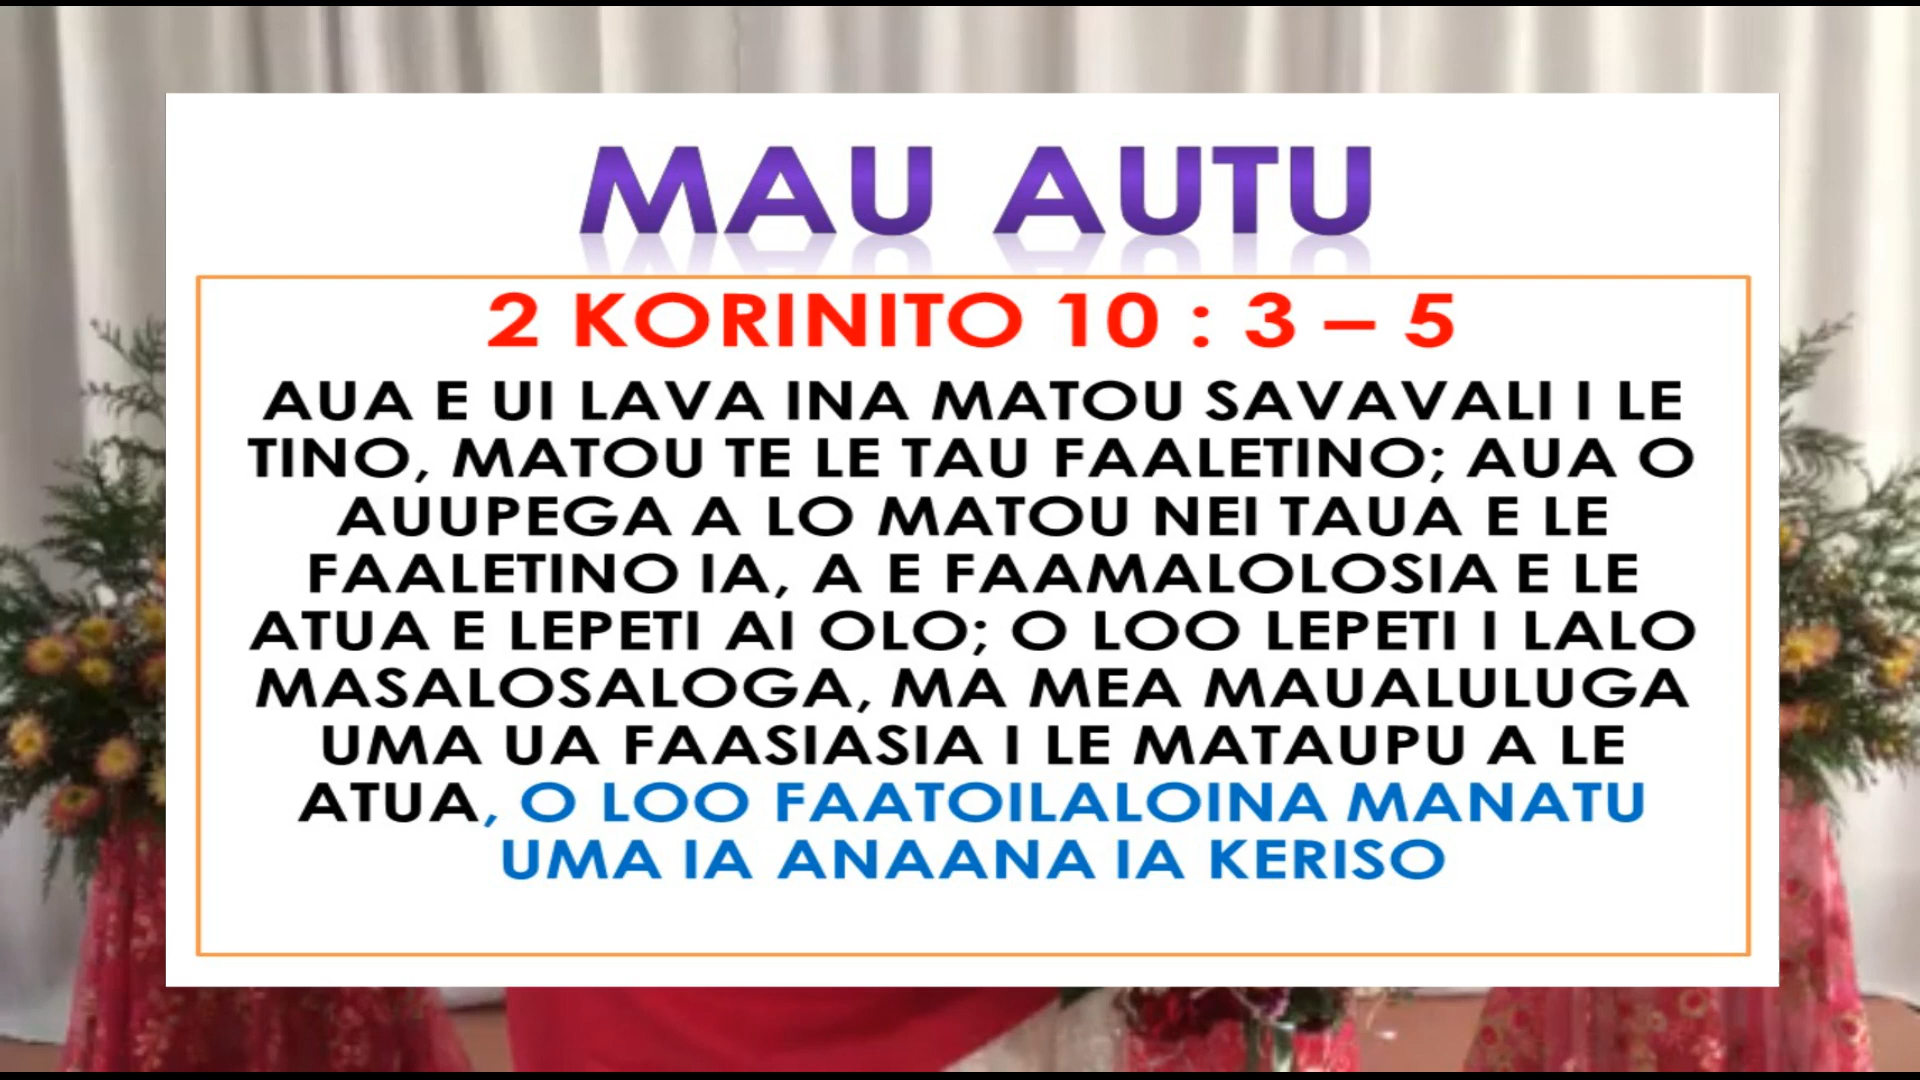 MAU AUTU
2 KORINITO 10 : 3 – 5
AUA E UI LAVA INA MATOU SAVAVALI I LE
TINO, MATOU TE LE TAU FAALETINO; AUA O
AUUPEGA A LO MATOU NEI TAUA E LE
FAALETINO IA, A E FAAMALOLOSIA E LE
ATUA E LEPETI AI OLO; O LOO LEPETI I LALO
MASALOSALOGA, MA MEA MAUALULUGA
UMA UA FAASIASIA I LE MATAUPU A LE
ATUA, O LOO FAATOILALOINA MANATU
UMA IA ANAANA IA KERISO